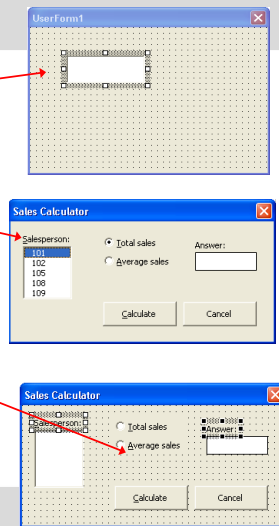 UserForm1
Sales Calculator
Salesperson:
Total sales
Answer:
101
102
Average sales
105
108
109
Calculate
Cancel
Sales Calculator
Salesperson:
Total sales
Answer:
Average sales
Calculate
Cancel